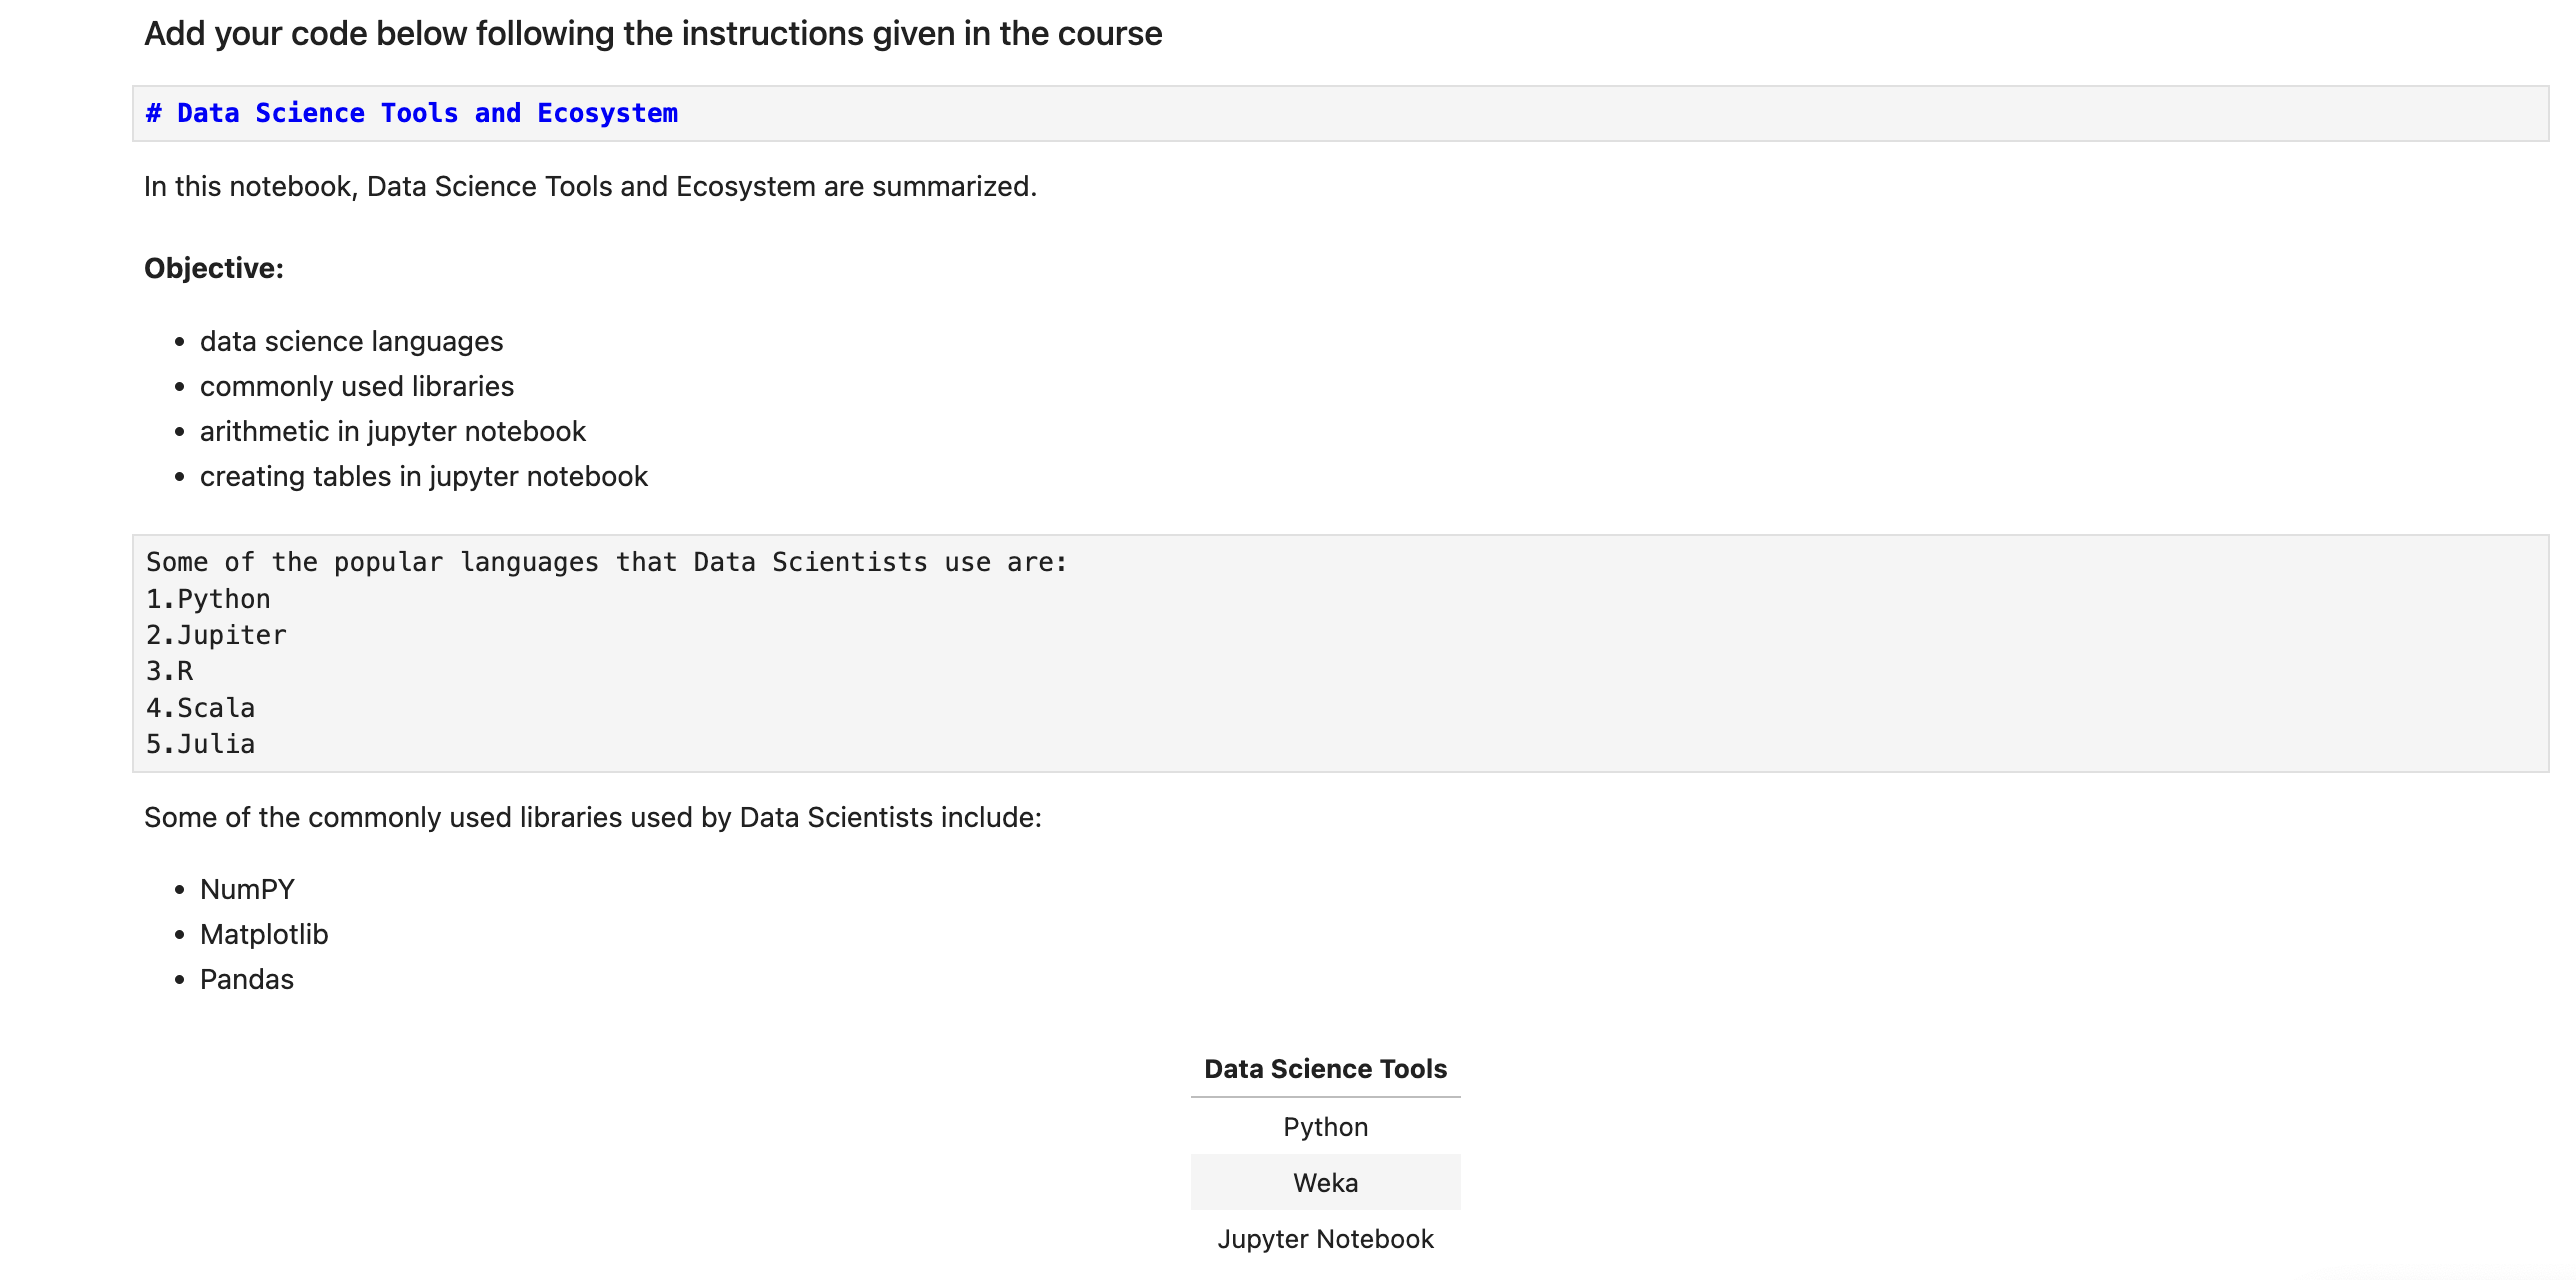 Add your code below following the instructions given in the course
# Data Science Tools and Ecosystem
In this notebook, Data Science Tools and Ecosystem are summarized.
Objective:
• data science languages
• commonly used libraries
• arithmetic in jupyter notebook
• creating tables in jupyter notebook
Some of the popular languages that Data Scientists use are:
1.Python
2.Jupiter
3.R
4.Scala
5.Julia
Some of the commonly used libraries used by Data Scientists include:
• NumPY
• Matplotlib
• Pandas
Data Science Tools
Python
Weka
Jupyter Notebook